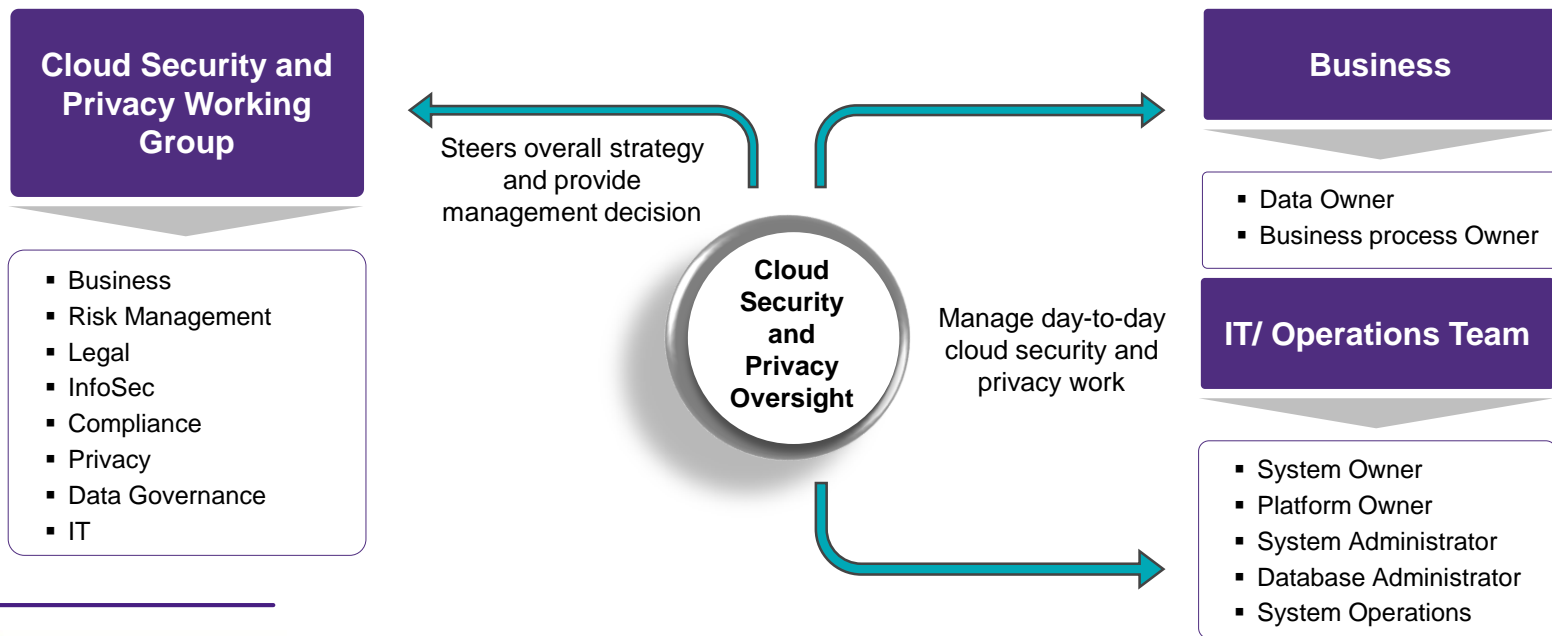 Cloud Security and
Privacy Working
Group
▪ Business
▪ Risk Management
▪ Legal
▪ InfoSec
▪ Compliance
▪ Privacy
▪ Data Governance
▪ IT
Steers overall strategy
and provide
management decision
Cloud
Security
and
Privacy
Oversight
Manage day-to-day
cloud security and
privacy work
Business
▪ Data Owner
▪ Business process Owner
IT/ Operations Team
▪ System Owner
▪ Platform Owner
▪ System Administrator
▪ Database Administrator
▪ System Operations